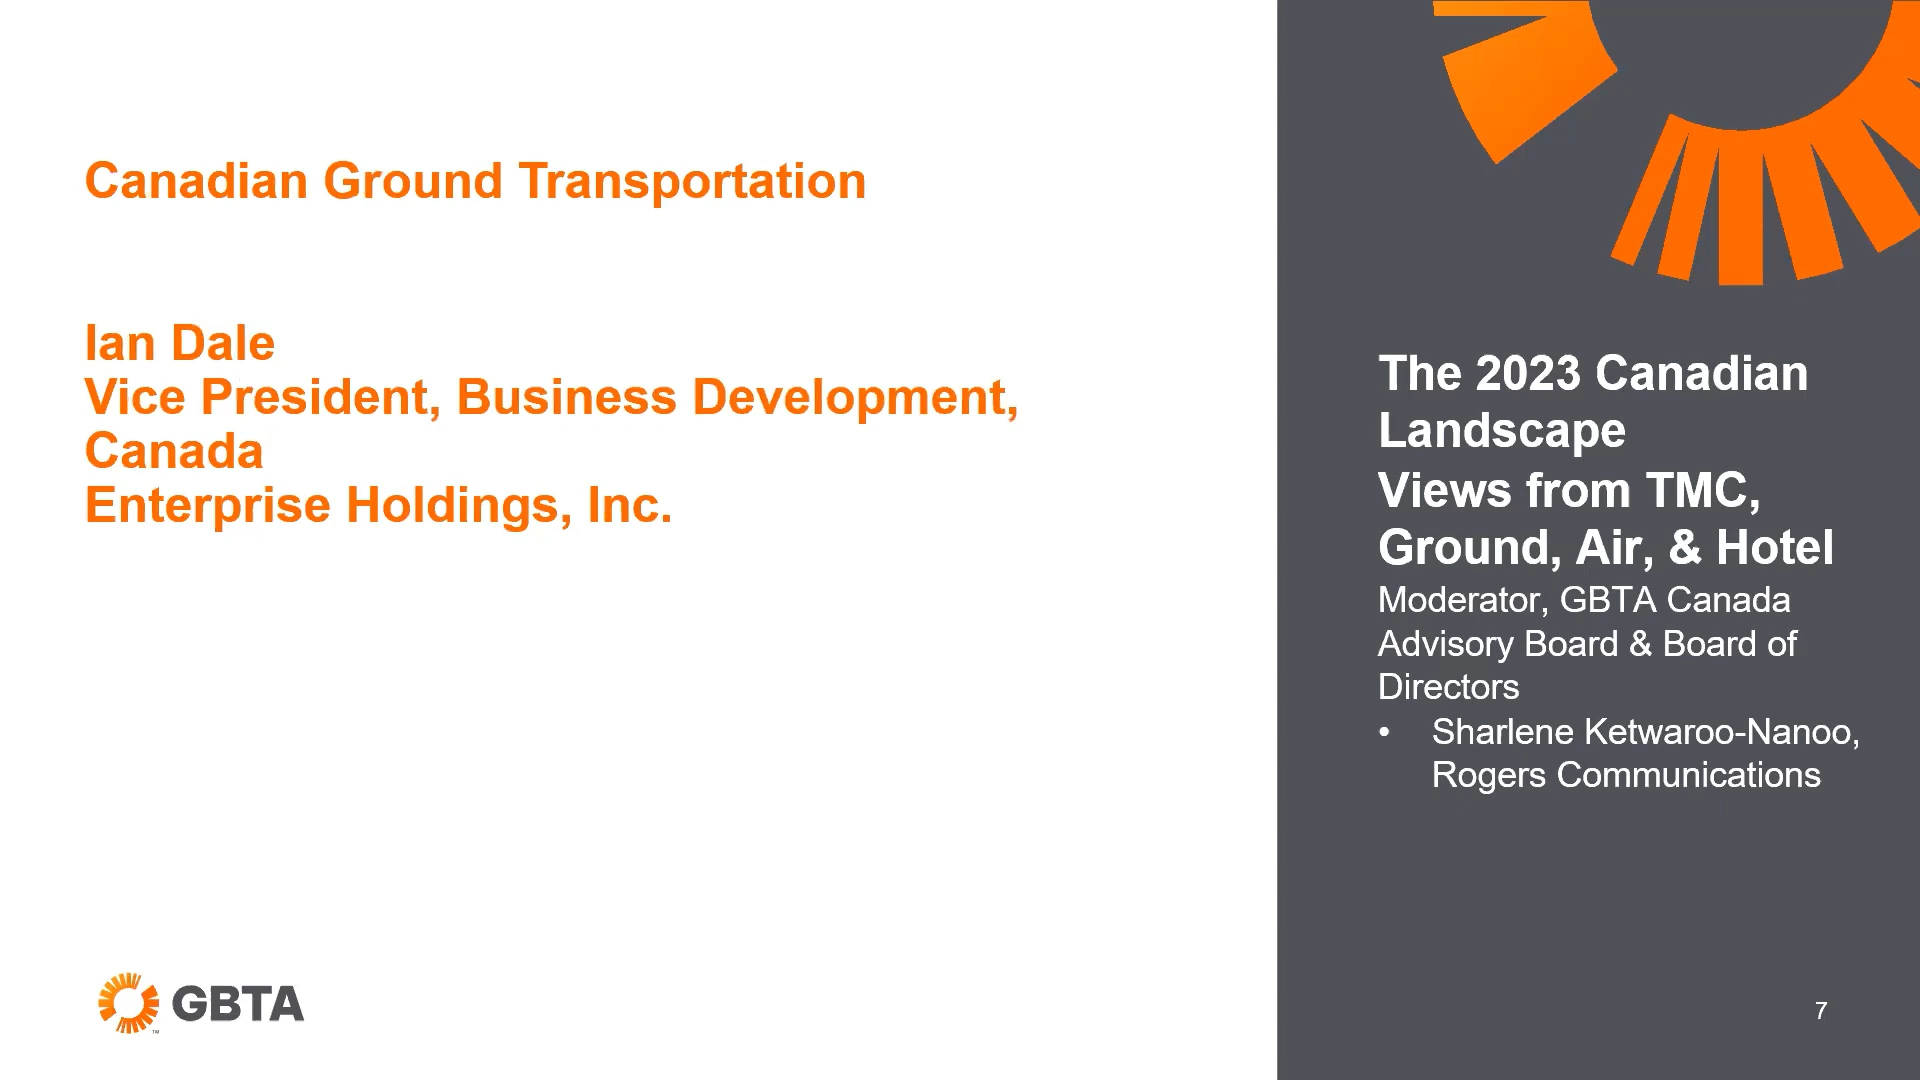 Canadian Ground Transportation
Ian Dale
Vice President, Business Development,
Canada
Enterprise Holdings, Inc.
The 2023 Canadian
Landscape
Views from TMC,
Ground, Air, & Hotel
Moderator, GBTA Canada
Advisory Board & Board of
Directors
• Sharlene Ketwaroo-Nanoo,
Rogers Communications
GBTA
™
7